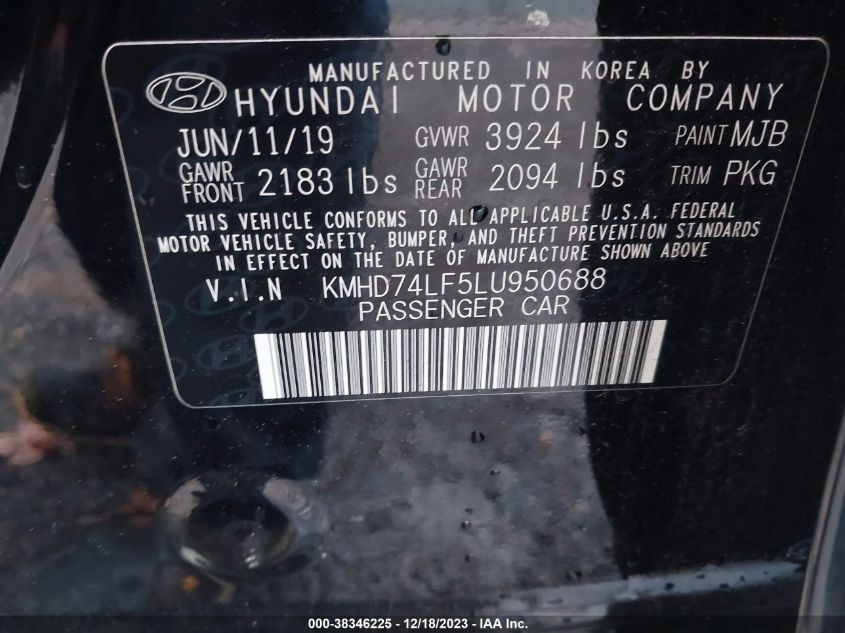 MANUFACTURED IN KOREA BY
HYUNDAI MOTOR COMPANY
JUN/11/19 GVWR 3924 lbs PAINT MJB
GAWR FRONT 2183 lbs GAWR REAR 2094 lbs TRIM PKG
THIS VEHICLE CONFORMS TO ALL APPLICABLE U.S.A. FEDERAL
MOTOR VEHICLE SAFETY, BUMPER, AND THEFT PREVENTION STANDARDS
IN EFFECT ON THE DATE OF MANUFACTURE SHOWN ABOVE
V.I.N KMHD74LF5LU950688
PASSENGER CAR
000-38346225 - 12/18/2023 - IAA Inc.